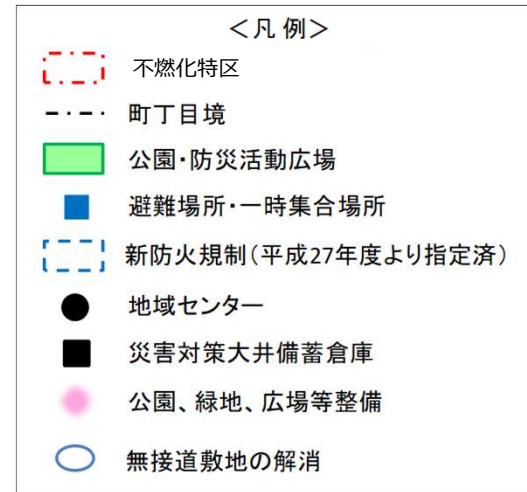 ＜凡 例＞
不燃化特区
町丁目境
公園・防災活動広場
避難場所・一時集合場所
新防火規制（平成27年度より指定済）
地域センター
災害対策大井備蓄倉庫
公園、緑地、広場等整備
無接道敷地の解消